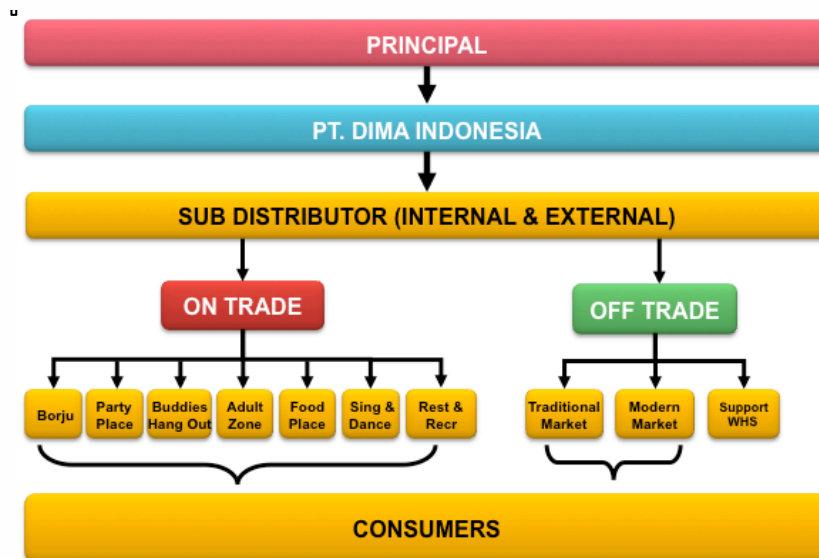 PRINCIPAL
PT. DIMA INDONESIA
SUB DISTRIBUTOR (INTERNAL & EXTERNAL)
ON TRADE
OFF TRADE
Borju
Party
Place
Buddies
Hang Out
Adult
Zone
Food
Place
Sing &
Dance
Rest &
Recr
Traditional
Market
Modern
Market
Support
WHS
CONSUMERS